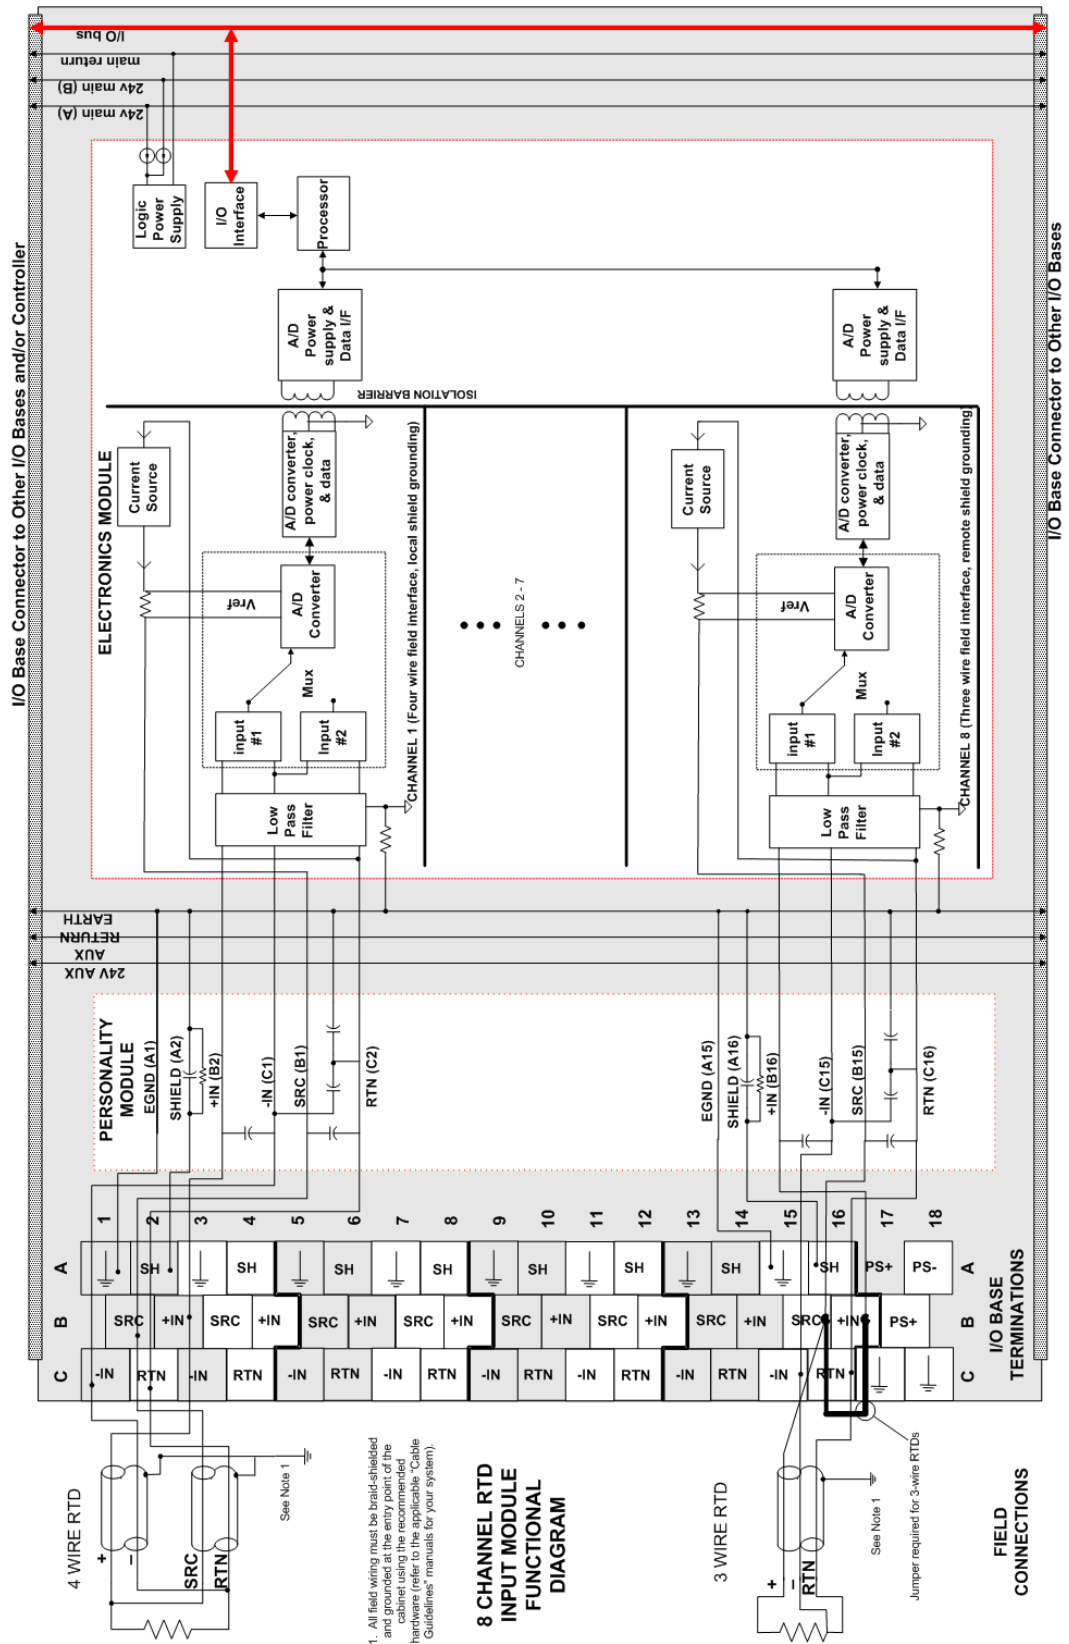 I/O Base Connector to Other I/O Bases and/or Controller
I/O bus
main return
24v main (B)
24v main (A)
Logic
Power
Supply
I/O
Interface
Processor
A/D
Power
supply &
Data I/F
A/D
Power
supply &
Data I/F
ISOLATION BARRIER
ELECTRONICS MODULE
Current
Source
A/D converter,
power clock,
& data
Vref
A/D
Converter
Mux
input
#1
Input
#2
Low
Pass
Filter
CHANNEL 1 (Four wire field interface, local shield grounding)
CHANNELS 2 - 7
Current
Source
A/D converter,
power clock,
& data
Vref
A/D
Converter
Mux
input
#1
Input
#2
Low
Pass
Filter
CHANNEL 8 (Three wire field interface, remote shield grounding)
I/O Base Connector to Other I/O Bases
EARTH
RETURN
AUX
24V AUX
PERSONALITY
MODULE
EGND (A1)
SHIELD (A2)
+IN (B2)
-IN (C1)
SRC (B1)
RTN (C2)
EGND (A15)
SHIELD (A16)
+IN (B16)
-IN (C15)
SRC (B15)
RTN (C16)
1 2 3 4 5 6 7 8 9 10 11 12 13 14 15 16 17 18
A SH SH SH SH SH SH SH SH PS+ PS- A
B SRC +IN SRC +IN SRC +IN SRC +IN SRC +IN SRC +IN SRC +IN SRC +IN PS+ B
C -IN RTN -IN RTN -IN RTN -IN RTN -IN RTN -IN RTN -IN RTN -IN RTN C
I/O BASE
TERMINATIONS
4 WIRE RTD
+
–
SRC
RTN
See Note 1
1. All field wiring must be braid-shielded
and grounded at the entry point of the
cabinet using the recommended
hardware (refer to the applicable "Cable
Guidelines" manuals for your system).
8 CHANNEL RTD
INPUT MODULE
FUNCTIONAL
DIAGRAM
3 WIRE RTD
+
–
RTN
See Note 1
Jumper required for 3-wire RTDs
FIELD
CONNECTIONS